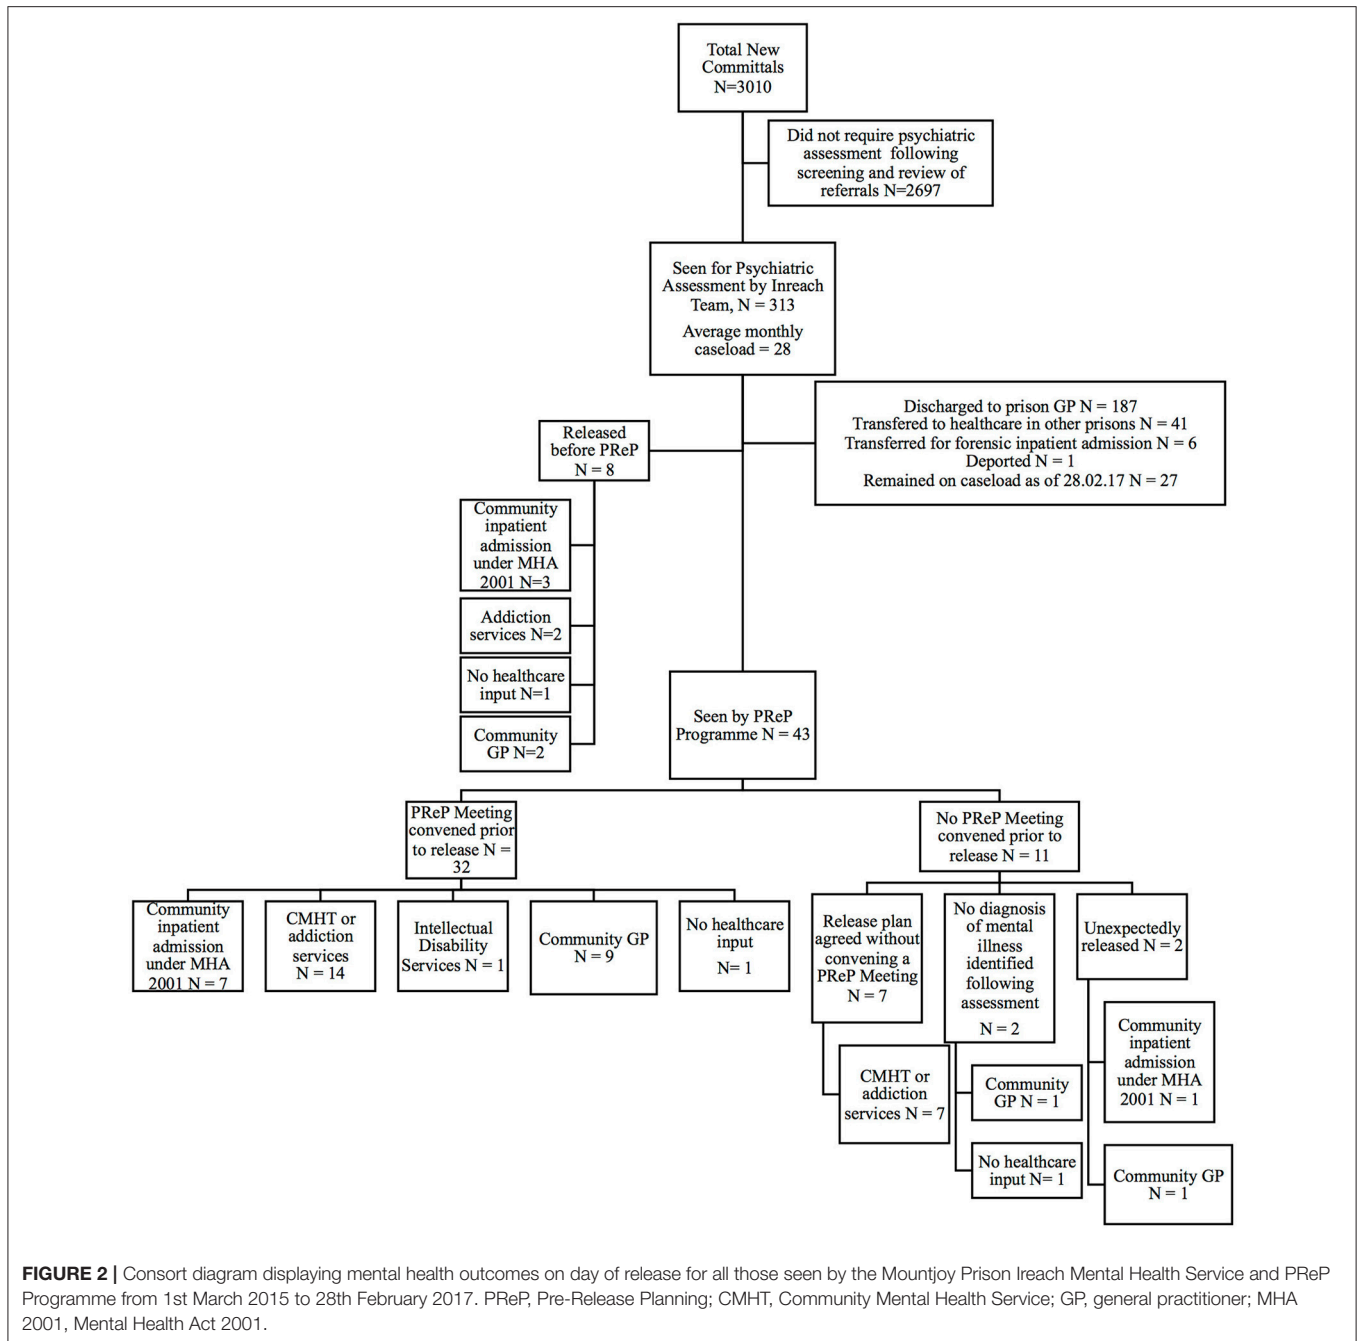 Total New
Committals
N=3010
Did not require psychiatric
assessment following
screening and review of
referrals N=2697
Seen for Psychiatric
Assessment by Inreach
Team, N = 313
Average monthly
caseload = 28
Discharged to prison GP N = 187
Transfered to healthcare in other prisons N = 41
Transferred for forensic inpatient admission N = 6
Deported N = 1
Remained on caseload as of 28.02.17 N = 27
Released
before PReP
N = 8
Community
inpatient
admission
under MHA
2001 N=3
Addiction
services N=2
No healthcare
input N=1
Community
GP N=2
Seen by PReP
Programme N = 43
PReP Meeting
convened prior
to release N =
32
No PReP Meeting
convened prior to
release N = 11
Community
inpatient
admission
under MHA
2001 N = 7
CMHT or
addiction
services
N = 14
Intellectual
Disability
Services N = 1
Community GP
N = 9
No healthcare
input
N= 1
Release plan
agreed without
convening a
PReP Meeting
N = 7
No diagnosis
of mental
illness
identified
following
assessment
N = 2
Unexpectedly
released N = 2
CMHT or
addiction
services N = 7
Community
GP N = 1
No healthcare
input N= 1
Community
inpatient
admission
under MHA
2001 N = 1
Community GP
N = 1
FIGURE 2 | Consort diagram displaying mental health outcomes on day of release for all those seen by the Mountjoy Prison Ireach Mental Health Service and PReP
Programme from 1st March 2015 to 28th February 2017. PReP, Pre-Release Planning; CMHT, Community Mental Health Service; GP, general practitioner; MHA
2001, Mental Health Act 2001.